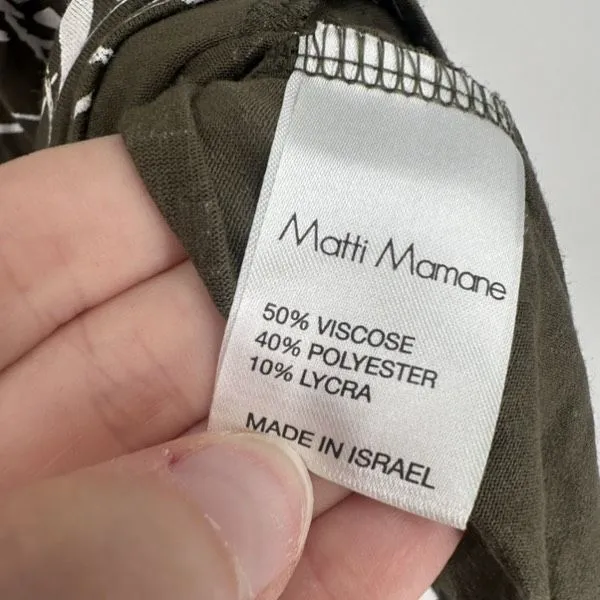 Matti Mamane
50% VISCOSE
40% POLYESTER
10% LYCRA
MADE IN ISRAEL